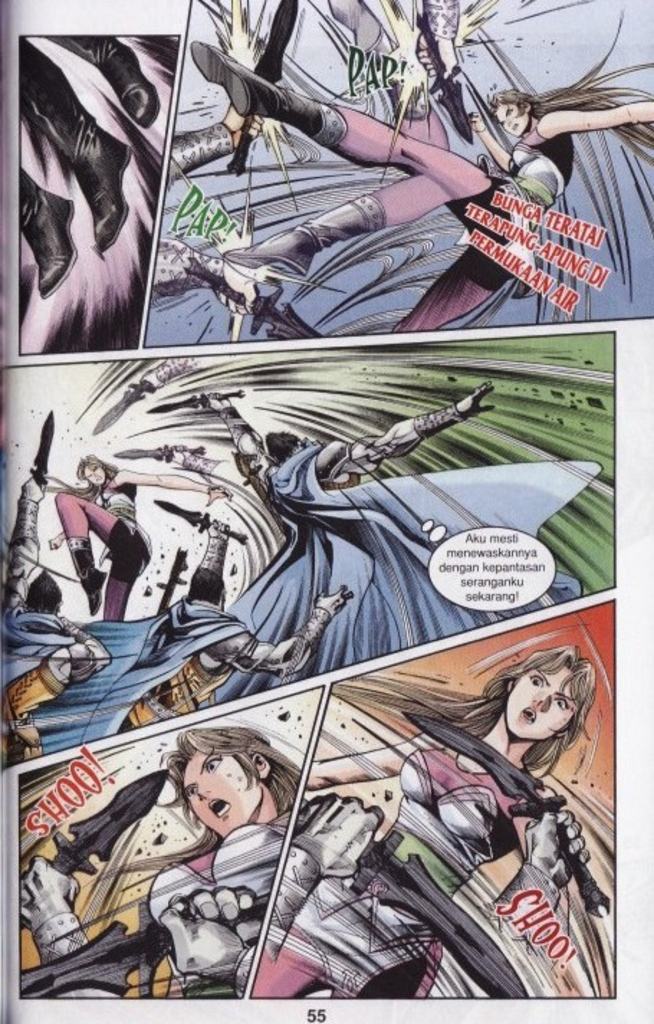 PAP!
PAP!
BUNGA TERATAI
TERAPUNG-APUNG DI
PERMUKAAN AIR
Aku mesti
menewaskannya
dengan kepantasan
seranganku
sekarang!
SHOO!
SHOO!
55